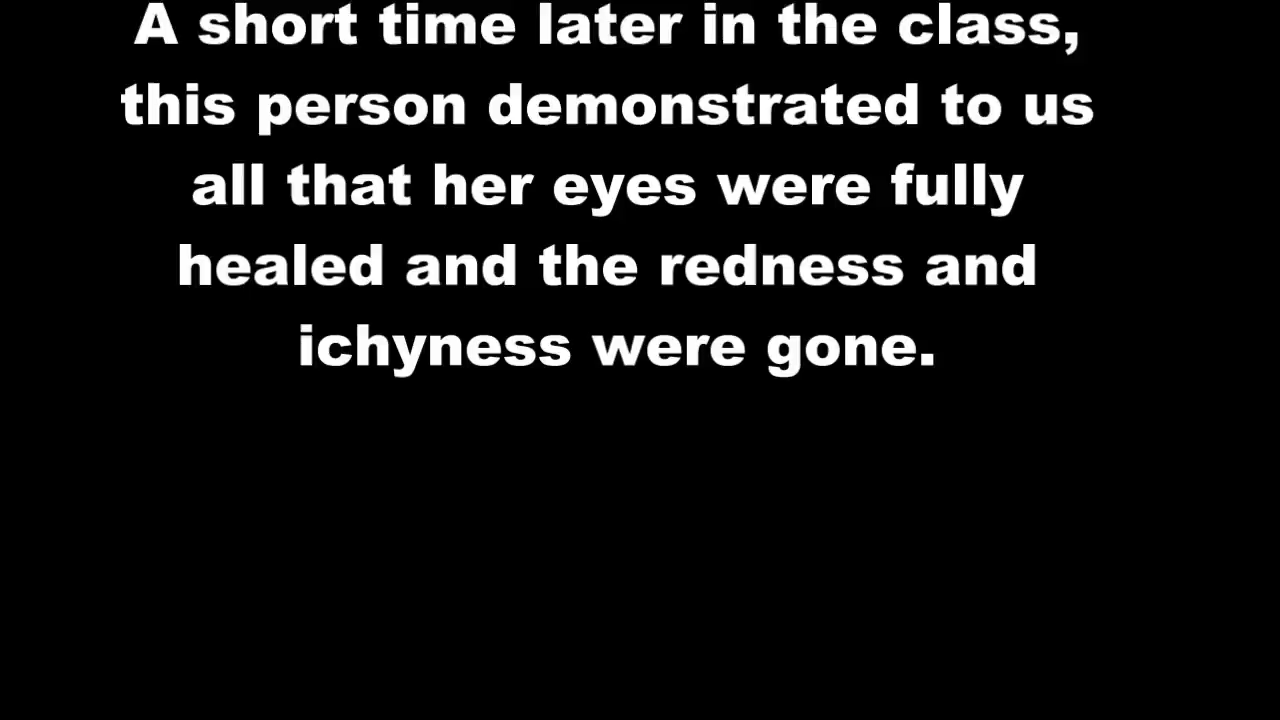 A short time later in the class,
this person demonstrated to us
all that her eyes were fully
healed and the redness and
ichyness were gone.